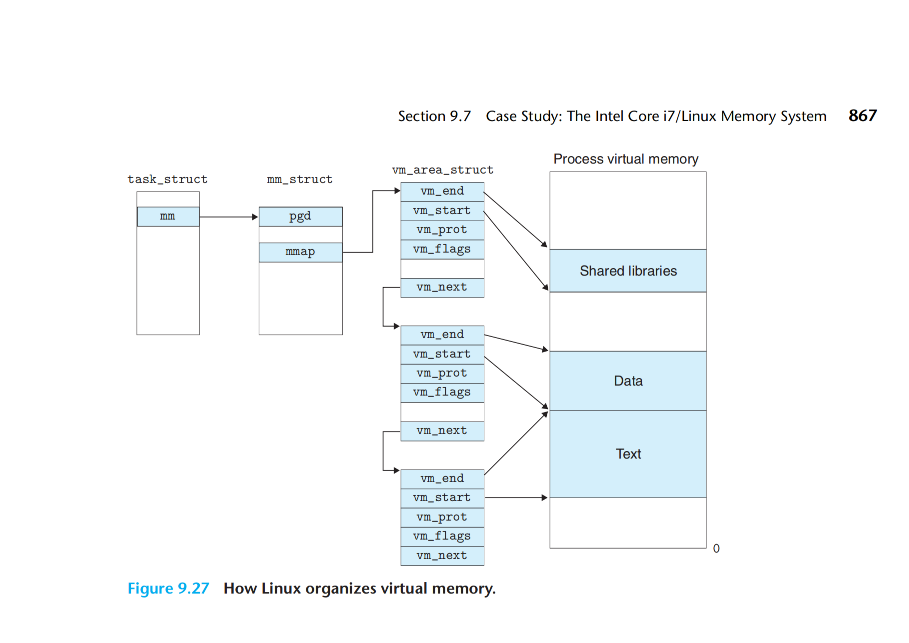 Section 9.7 Case Study: The Intel Core i7/Linux Memory System 867
task_struct
mm
mm_struct
pgd
mmap
vm_area_struct
vm_end
vm_start
vm_prot
vm_flags
vm_next
vm_end
vm_start
vm_prot
vm_flags
vm_next
vm_end
vm_start
vm_prot
vm_flags
vm_next
Process virtual memory
Shared libraries
Data
Text
0
Figure 9.27 How Linux organizes virtual memory.